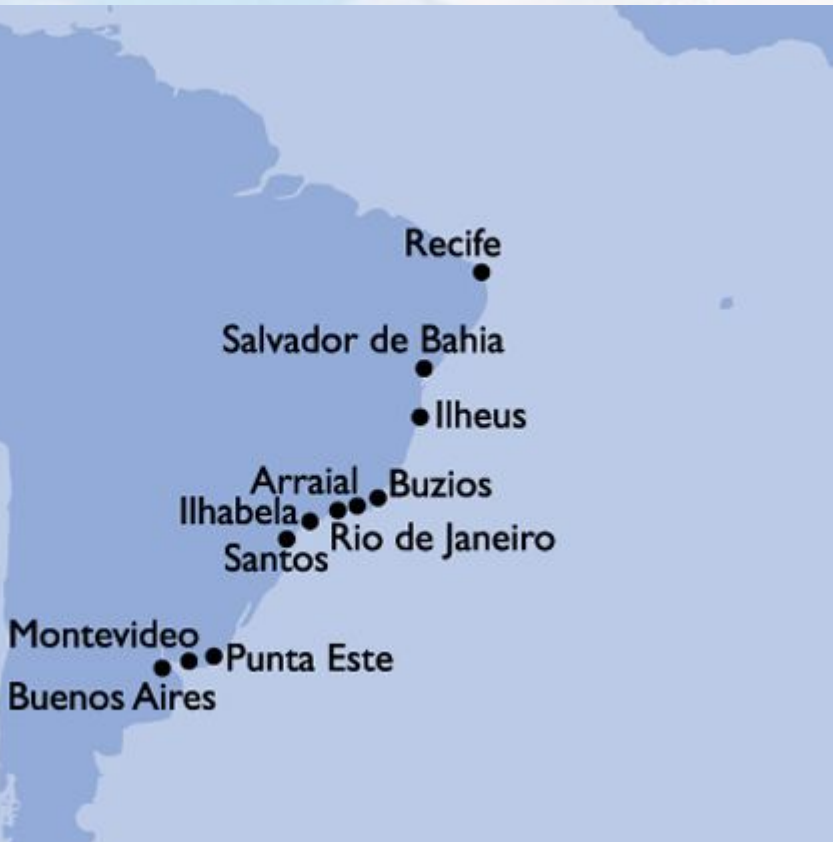 Recife
Salvador de Bahia
Ilheus
Arraial
Buzios
Ilhabela
Rio de Janeiro
Santos
Montevideo
Punta Este
Buenos Aires